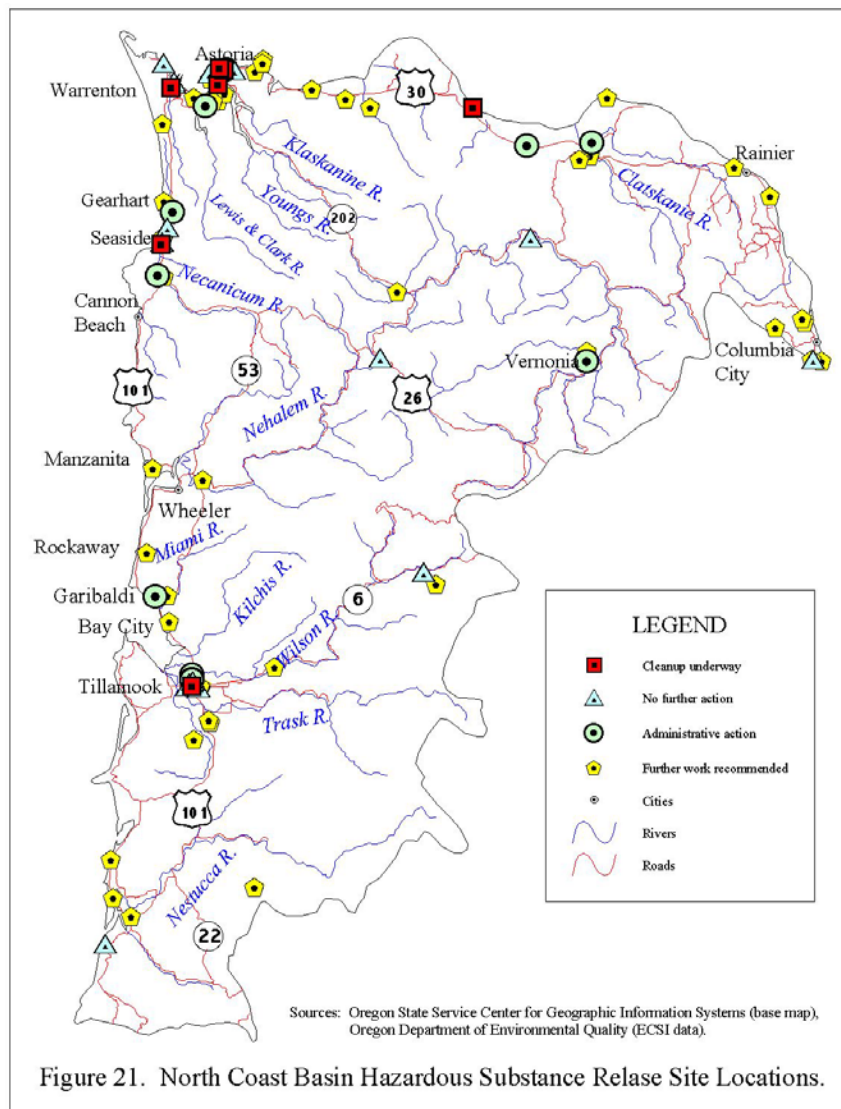 Astoria
Warrenton
30
Klaskanine R.
Rainier
Youngs R.
Clatskante R.
Gearhart
Lewis & Clark R.
202
Seaside
Necanicum R.
Cannon
Beach
Columbia
City
Vernonia
53
101
26
Nehalem R.
Manzanita
Wheeler
Rockaway
Miami R.
Kilchis R.
Garibaldi
6
Bay City
Wilson R.
Tillamook
Trask R.
101
Nestucca R.
22
LEGEND
Cleanup underway
No further action
Administrative action
Further work recommended
Cities
Rivers
Roads
Sources: Oregon State Service Center for Geographic Information Systems (base map),
Oregon Department of Environmental Quality (ECSI data).
Figure 21. North Coast Basin Hazardous Substance Relase Site Locations.